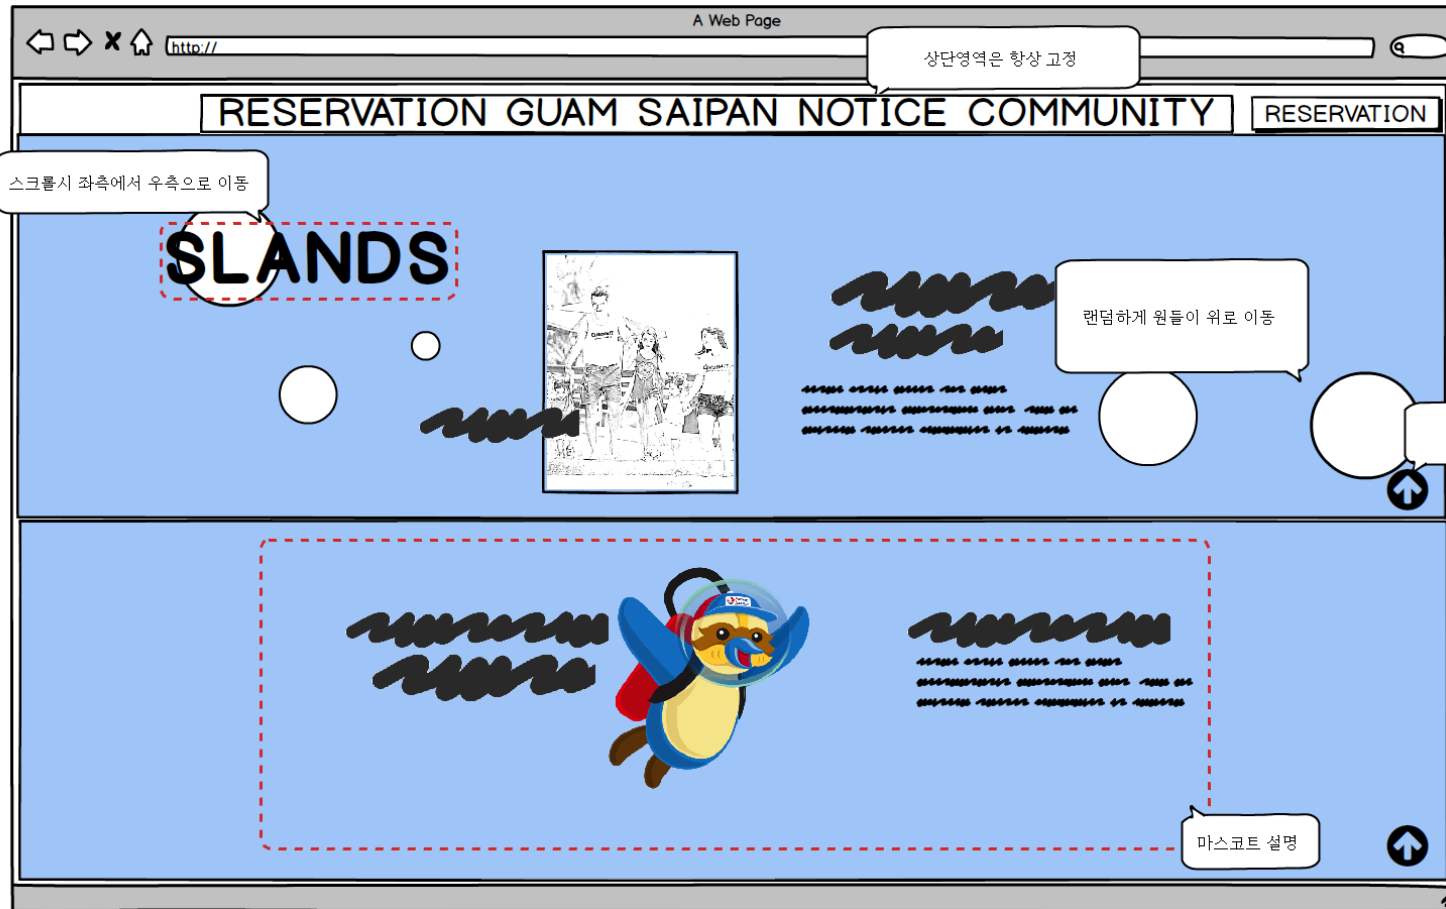 A Web Page
http://
상단영역은 항상 고정
RESERVATION GUAM SAIPAN NOTICE COMMUNITY
RESERVATION
스크롤시 좌측에서 우측으로 이동
SLANDS
랜덤하게 원들이 위로 이동
마스코트 설명